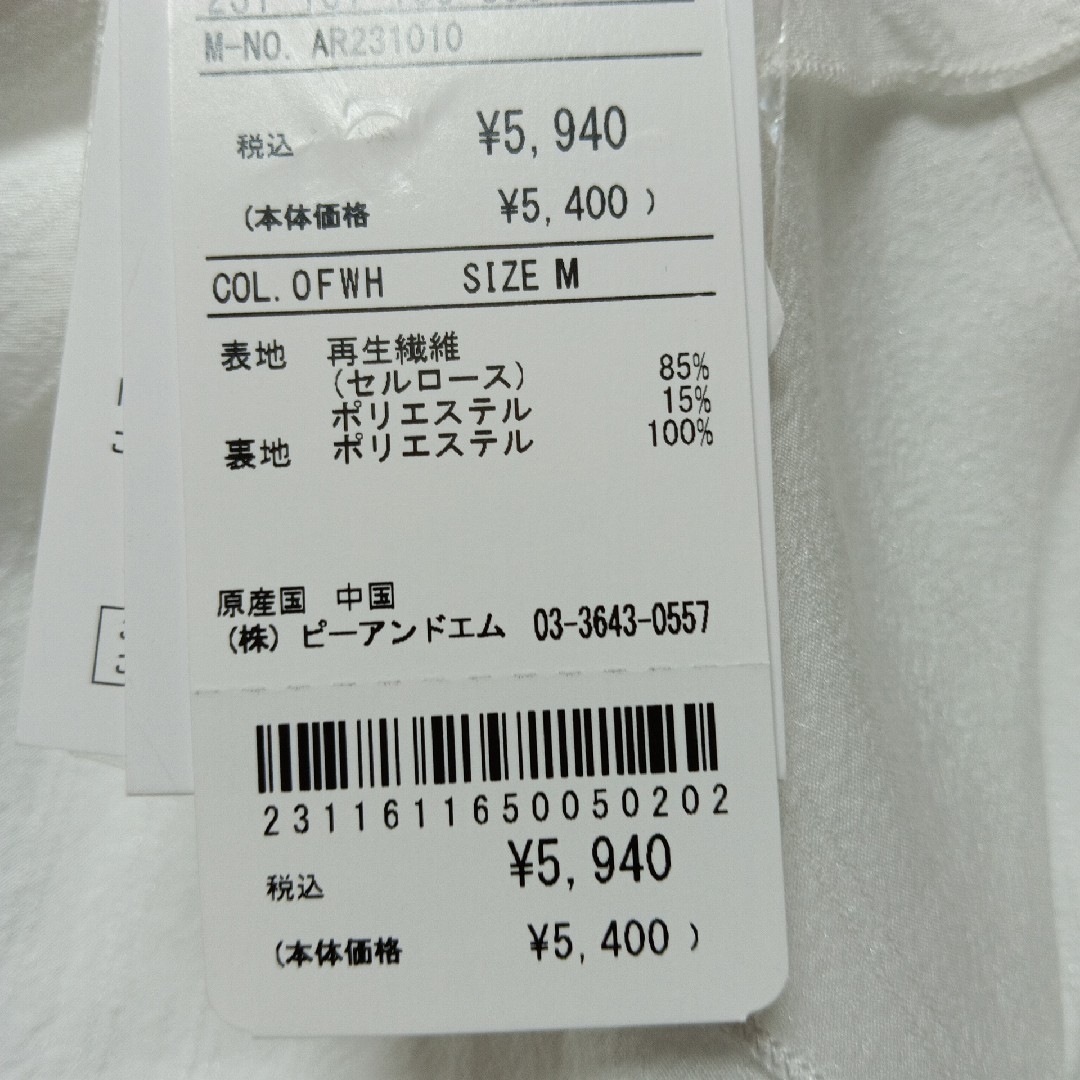 M-NO. AR231010
税込 ¥5,940
(本体価格 ¥5,400 )
COL.OFWH SIZE M
表地 再生繊維
(セルロース) 85%
ポリエステル 15%
裏地 ポリエステル 100%
原産国 中国
(株) ピーアンドエム 03-3643-0557
2311611650050202
税込 ¥5,940
(本体価格 ¥5,400 )